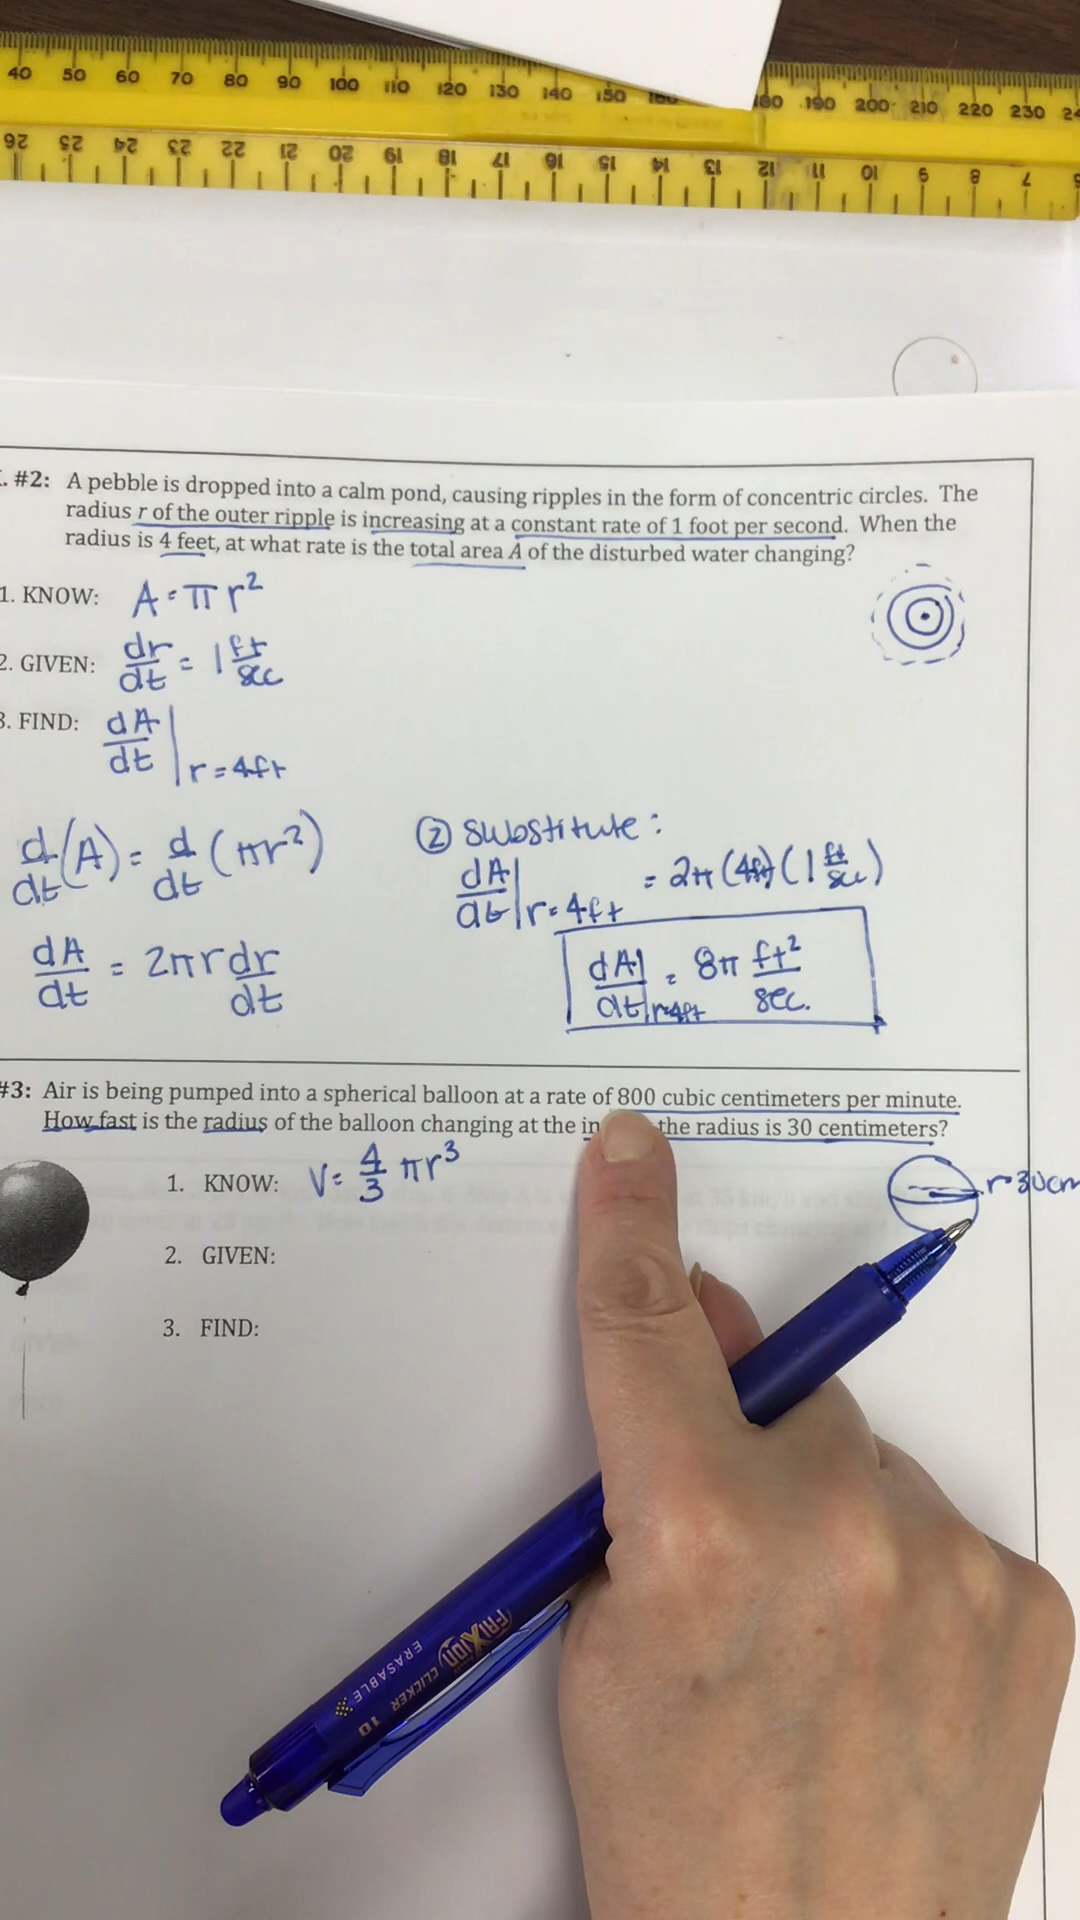 40 50 60 70 80 90 100 110 120 130 140 150 160 180 190 200 210 220 230 24
26 25 24 23 22 21 20 19 18 17 16 15 14 13 12 11 10 9 8 7
. #2: A pebble is dropped into a calm pond, causing ripples in the form of concentric circles. The
radius r of the outer ripple is increasing at a constant rate of 1 foot per second. When the
radius is 4 feet, at what rate is the total area A of the disturbed water changing?
1. KNOW: A = πr²
2. GIVEN: dr/dt = 1 ft/sec
3. FIND: dA/dt | r = 4ft
d/dt (A) = d/dt (πr²)
dA/dt = 2πr dr/dt
② substitute:
dA/dt | r = 4ft = 2π (4ft) (1 ft/sec)
dA/dt | r=4ft = 8π ft²/sec.
#3: Air is being pumped into a spherical balloon at a rate of 800 cubic centimeters per minute.
How fast is the radius of the balloon changing at the in the radius is 30 centimeters?
1. KNOW: V = 4/3 πr³
r=30cm
2. GIVEN:
3. FIND:
FRIXION
ERASABLE CLICKER 10